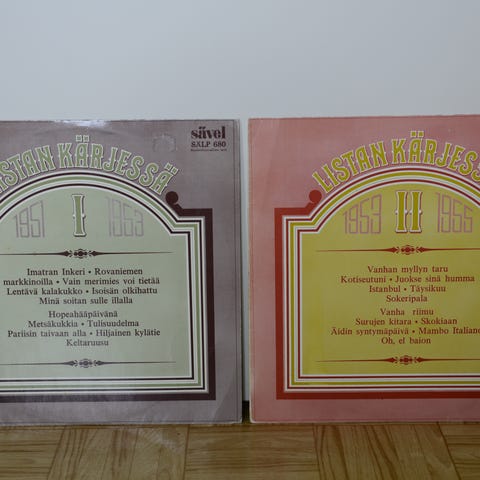 sävel
SÄLP 680
LISTAN KÄRJESSÄ
1951 I 1953
Imatran Inkeri • Rovaniemen
markkinoilla • Vain merimies voi tietää
Lentävä kalakukko • Isoisän olkihattu
Minä soitan sulle illalla
Hopeahääpäivänä
Metsäkukkia • Tulisuudelma
Pariisin taivaan alla • Hiljainen kylätie
Keltaruusu
LISTAN KÄRJESS
1953 II 1955
Vanhan myllyn taru
Kotiseutuni • Juokse sinä humma
Istanbul • Täysikuu
Sokeripala
Vanha riimu
Surujen kitara • Skokiaan
Äidin syntymäpäivä • Mambo Italiano
Oh, el baion